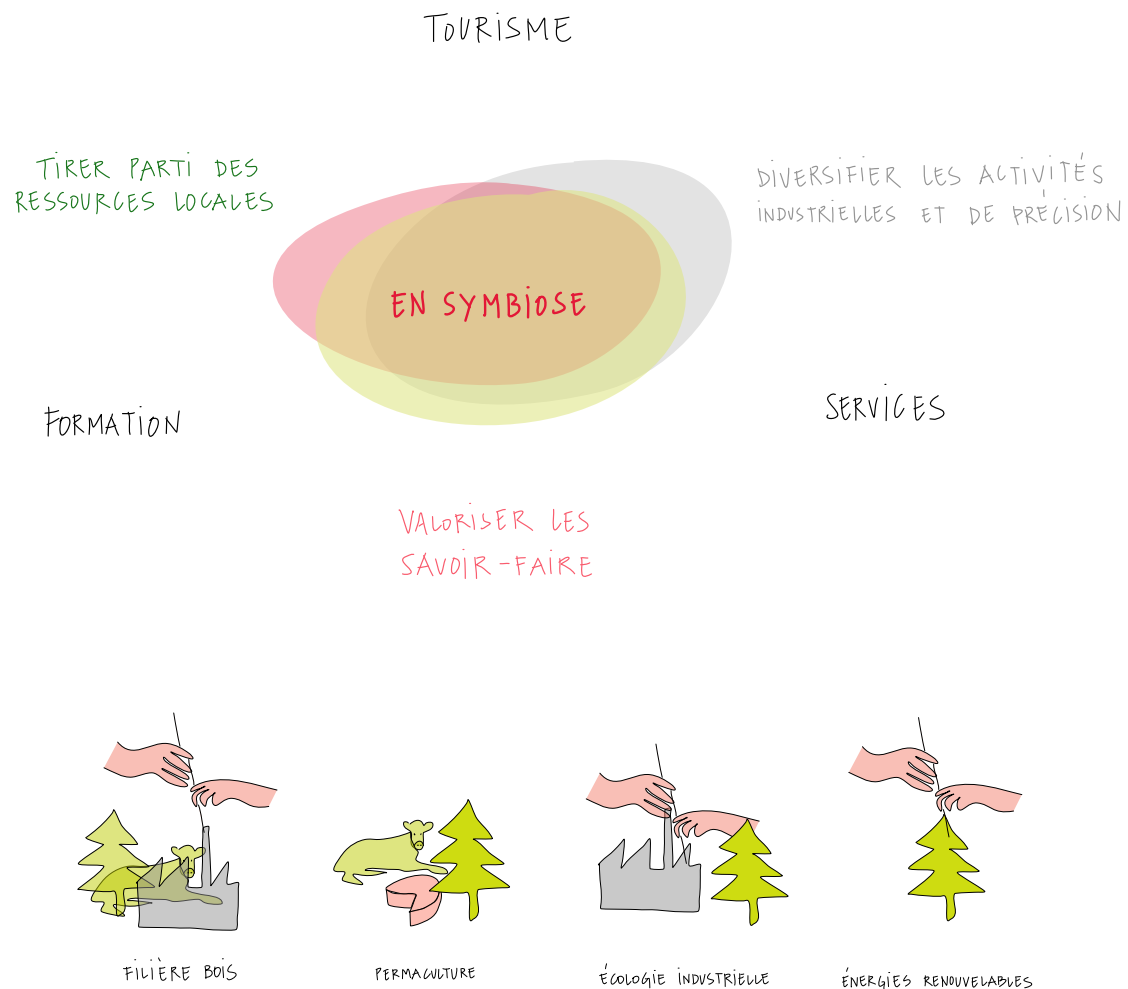 TOURISME
TIRER PARTI DES
RESSOURCES LOCALES
DIVERSIFIER LES ACTIVITÉS
INDUSTRIELLES ET DE PRÉCISION
EN SYMBIOSE
FORMATION
SERVICES
VALORISER LES
SAVOIR-FAIRE
FILIÈRE BOIS
PERMACULTURE
ÉCOLOGIE INDUSTRIELLE
ÉNERGIES RENOUVELABLES